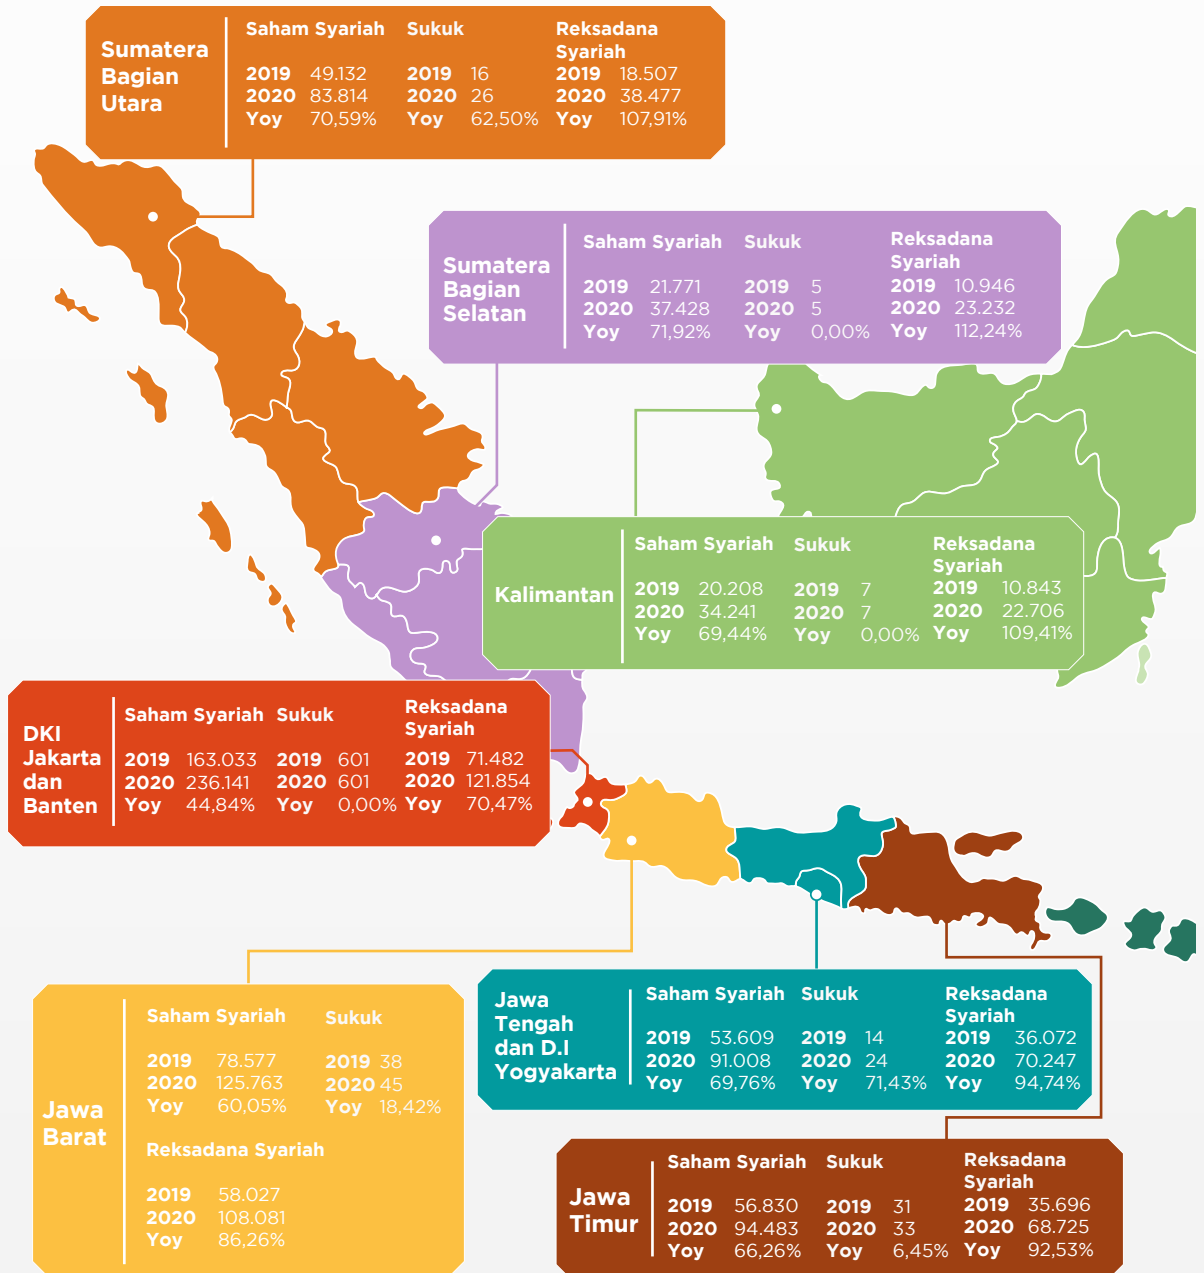 Sumatera
Bagian
Utara
Saham Syariah
2019 49.132
2020 83.814
Yoy 70,59%
Sukuk
2019 16
2020 26
Yoy 62,50%
Reksadana
Syariah
2019 18.507
2020 38.477
Yoy 107,91%
Sumatera
Bagian
Selatan
Saham Syariah
2019 21.771
2020 37.428
Yoy 71,92%
Sukuk
2019 5
2020 5
Yoy 0,00%
Reksadana
Syariah
2019 10.946
2020 23.232
Yoy 112,24%
Kalimantan
Saham Syariah
2019 20.208
2020 34.241
Yoy 69,44%
Sukuk
2019 7
2020 7
Yoy 0,00%
Reksadana
Syariah
2019 10.843
2020 22.706
Yoy 109,41%
DKI
Jakarta
dan
Banten
Saham Syariah
2019 163.033
2020 236.141
Yoy 44,84%
Sukuk
2019 601
2020 601
Yoy 0,00%
Reksadana
Syariah
2019 71.482
2020 121.854
Yoy 70,47%
Jawa
Barat
Saham Syariah
2019 78.577
2020 125.763
Yoy 60,05%
Sukuk
2019 38
2020 45
Yoy 18,42%
Reksadana Syariah
2019 58.027
2020 108.081
Yoy 86,26%
Jawa
Tengah
dan D.I
Yogyakarta
Saham Syariah
2019 53.609
2020 91.008
Yoy 69,76%
Sukuk
2019 14
2020 24
Yoy 71,43%
Reksadana
Syariah
2019 36.072
2020 70.247
Yoy 94,74%
Jawa
Timur
Saham Syariah
2019 56.830
2020 94.483
Yoy 66,26%
Sukuk
2019 31
2020 33
Yoy 6,45%
Reksadana
Syariah
2019 35.696
2020 68.725
Yoy 92,53%